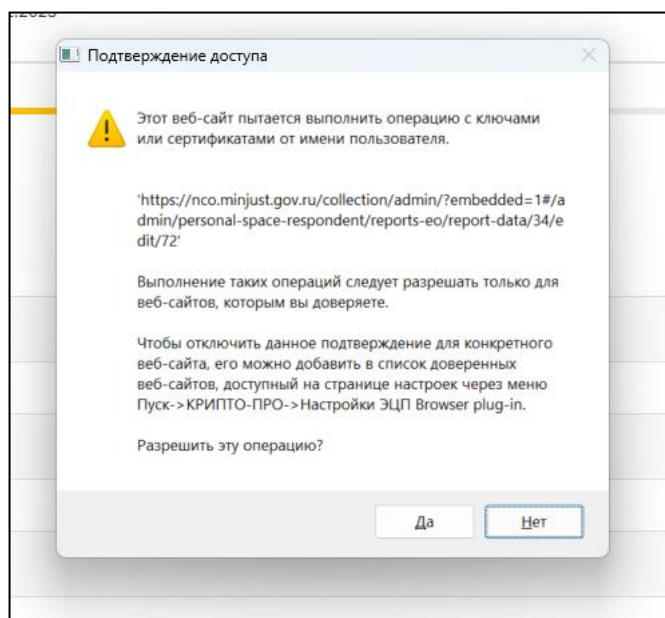 .2025
Подтверждение доступа
Этот веб-сайт пытается выполнить операцию с ключами
или сертификатами от имени пользователя.
'https://nco.minjust.gov.ru/collection/admin/?embedded=1#/a
dmin/personal-space-respondent/reports-eo/report-data/34/e
dit/72'
Выполнение таких операций следует разрешать только для
веб-сайтов, которым вы доверяете.
Чтобы отключить данное подтверждение для конкретного
веб-сайта, его можно добавить в список доверенных
веб-сайтов, доступный на странице настроек через меню
Пуск->КРИПТО-ПРО->Настройки ЭЦП Browser plug-in.
Разрешить эту операцию?
Да Нет